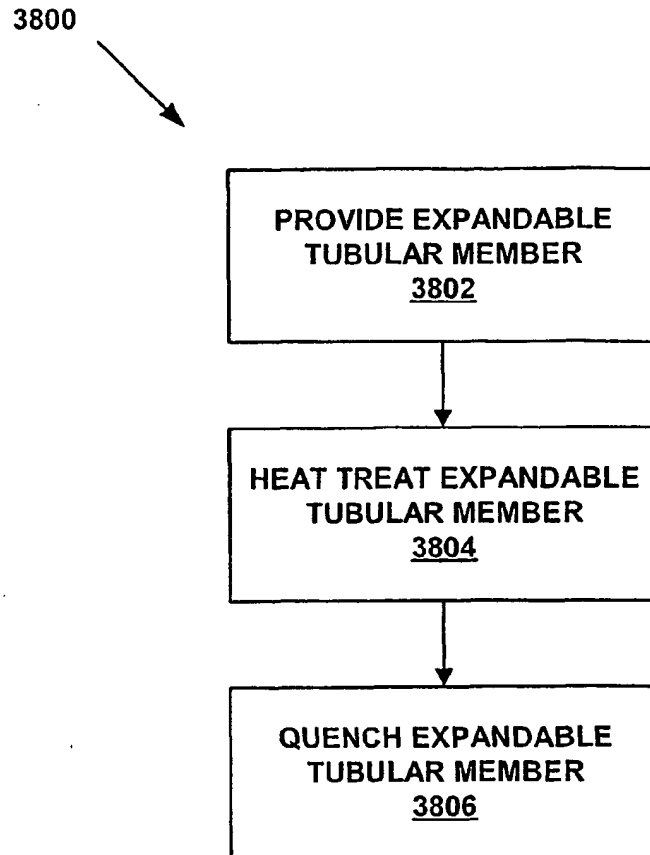 3800
PROVIDE EXPANDABLE
TUBULAR MEMBER
3802
HEAT TREAT EXPANDABLE
TUBULAR MEMBER
3804
QUENCH EXPANDABLE
TUBULAR MEMBER
3806